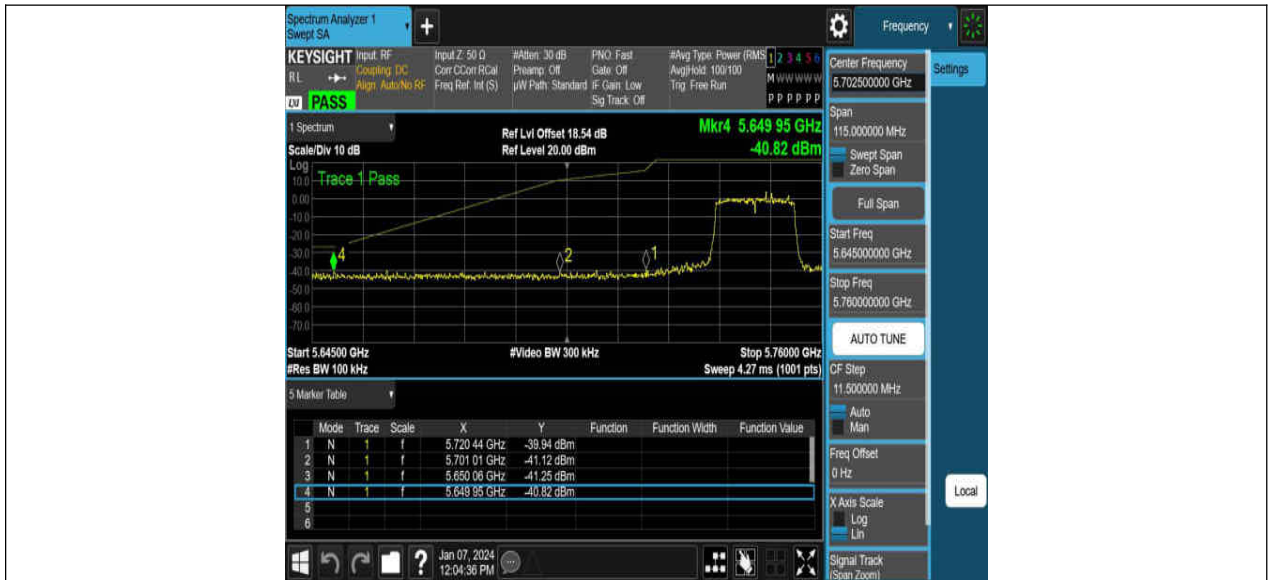 Spectrum Analyzer 1
Swept SA
+
Frequency
KEYSIGHT
RL
LXI
PASS
Input: RF
Coupling: DC
Align: Auto/No RF
Input Z: 50 Ω
Corr CCorr RCal
Freq Ref: Int (S)
#Atten: 30 dB
Preamp: Off
µW Path: Standard
PNO: Fast
Gate: Off
IF Gain: Low
Sig Track: Off
#Avg Type: Power (RMS
Avg|Hold: 100/100
Trig: Free Run
1 2 3 4 5 6
M W W W W W
P P P P P P
1 Spectrum
Scale/Div 10 dB
Ref Lvl Offset 18.54 dB
Ref Level 20.00 dBm
Mkr4 5.649 95 GHz
-40.82 dBm
Log
Trace 1 Pass
10.0
0.00
-10.0
-20.0
-30.0
-40.0
-50.0
-60.0
-70.0
4
2
1
Start 5.64500 GHz
#Video BW 300 kHz
Stop 5.76000 GHz
#Res BW 100 kHz
Sweep 4.27 ms (1001 pts)
5 Marker Table
Mode Trace Scale X Y Function Function Width Function Value
1 N 1 f 5.720 44 GHz -39.94 dBm
2 N 1 f 5.701 01 GHz -41.12 dBm
3 N 1 f 5.650 06 GHz -41.25 dBm
4 N 1 f 5.649 95 GHz -40.82 dBm
5
6
?
Jan 07, 2024
12:04:36 PM
Center Frequency
5.702500000 GHz
Settings
Span
115.000000 MHz
Swept Span
Zero Span
Full Span
Start Freq
5.645000000 GHz
Stop Freq
5.760000000 GHz
AUTO TUNE
CF Step
11.500000 MHz
Auto
Man
Freq Offset
0 Hz
X Axis Scale
Log
Lin
Local
Signal Track
(Span Zoom)